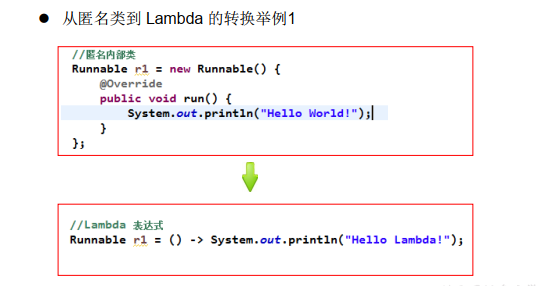 ● 从匿名类到 Lambda 的转换举例1
//匿名内部类
Runnable r1 = new Runnable() {
@Override
public void run() {
System.out.println("Hello World!");
}
};
//Lambda 表达式
Runnable r1 = () -> System.out.println("Hello Lambda!");